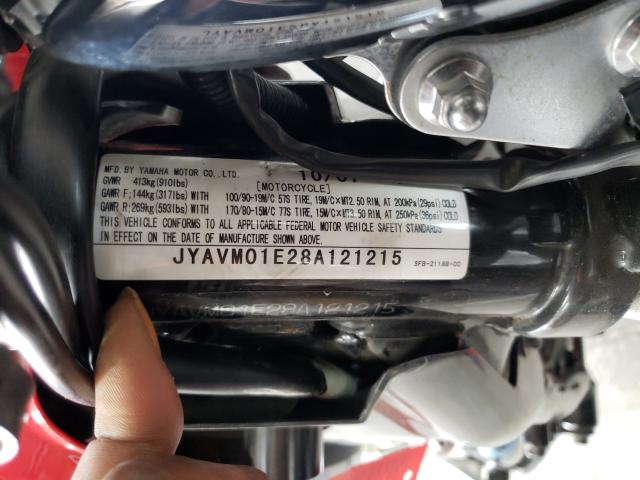 MFD. BY YAMAHA MOTOR CO., LTD. 10/07
GVWR 413kg(910lbs) [MOTORCYCLE]
GAWR F;144kg(317lbs)WITH 100/90-19M/C 57S TIRE, 19M/C×MT2.50 RIM, AT 200kPa(29psi)COLD
GAWR R;269kg(593lbs)WITH 170/80-15M/C 77S TIRE, 15M/C×MT3.50 RIM, AT 250kPa(36psi)COLD
THIS VEHICLE CONFORMS TO ALL APPLICABLE FEDERAL MOTOR VEHICLE SAFETY STANDARDS
IN EFFECT ON THE DATE OF MANUFACTURE SHOWN ABOVE.
JYAVM01E28A121215 5FB-2118B-00
YAVM01E28A121215